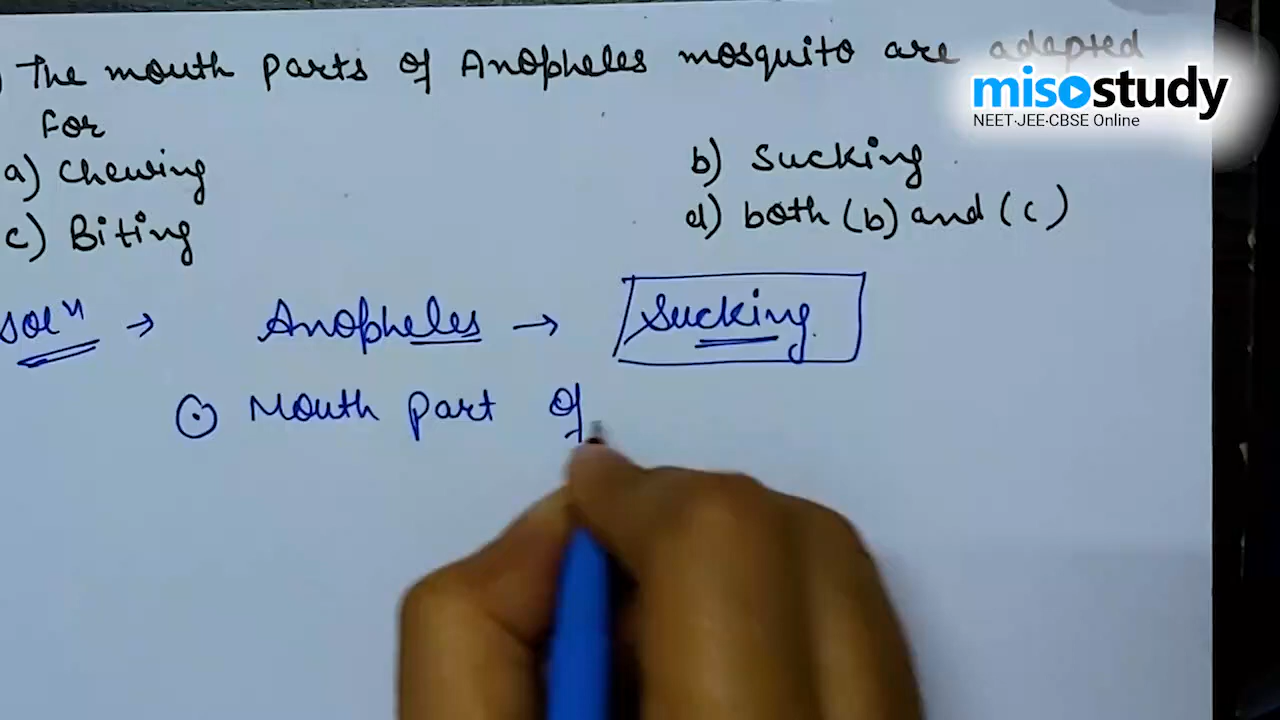 The mouth parts of Anopheles mosquito are adapted
for
a) Chewing
b) Sucking
c) Biting
d) both (b) and (c)
Solⁿ → Anopheles → Sucking
⊙ Mouth part of
misostudy
NEET·JEE·CBSE Online